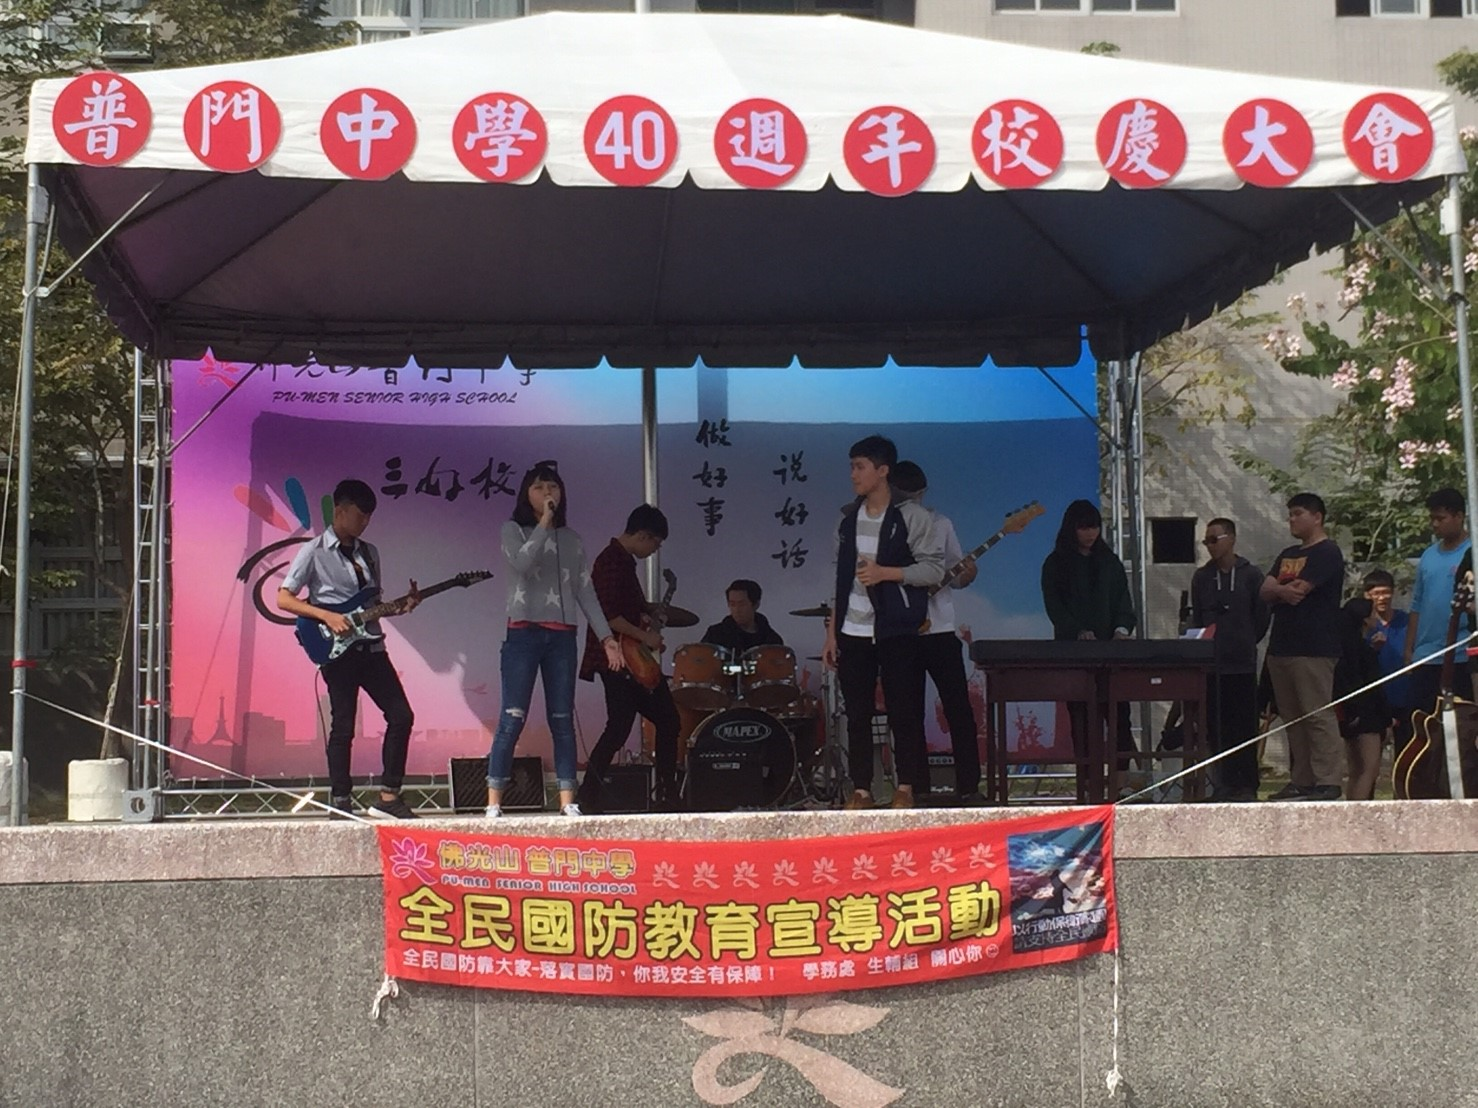 普門中學40週年校慶大會
PU-MEN SENIOR HIGH SCHOOL
三好校
做好事
说好话
MAPEX
佛光山 普門中學
PU-MEN SENIOR HIGH SCHOOL
全民國防教育宣導活動
全民國防靠大家-落實國防，你我安全有保障！ 學務處 生輔組 關心你